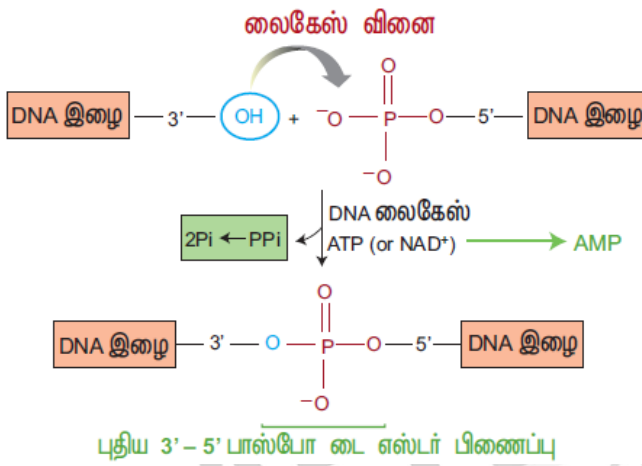 லைகேஸ் வினை
O
DNA இழை 3’ OH + ⁻O P O 5’ DNA இழை
⁻O
DNA லைகேஸ்
2Pi ← PPi ATP (or NAD⁺) → AMP
O
DNA இழை 3’ O P O 5’ DNA இழை
⁻O
புதிய 3’ – 5’ பாஸ்போ டை எஸ்டர் பிணைப்பு